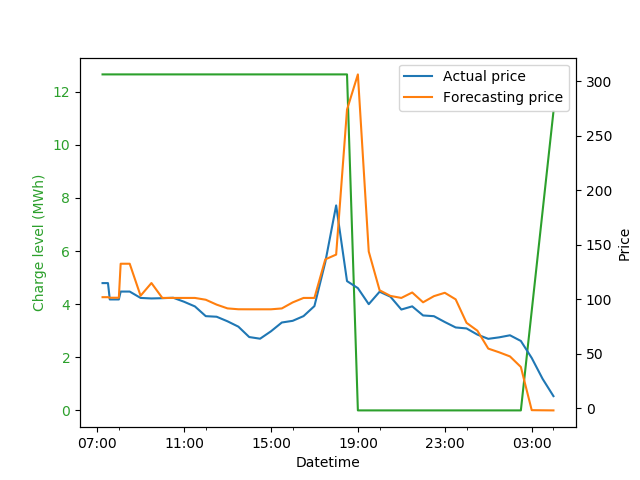 Actual price
Forecasting price
12
10
8
6
4
2
0
Charge level (MWh)
300
250
200
150
100
50
0
Price
07:00 11:00 15:00 19:00 23:00 03:00
Datetime